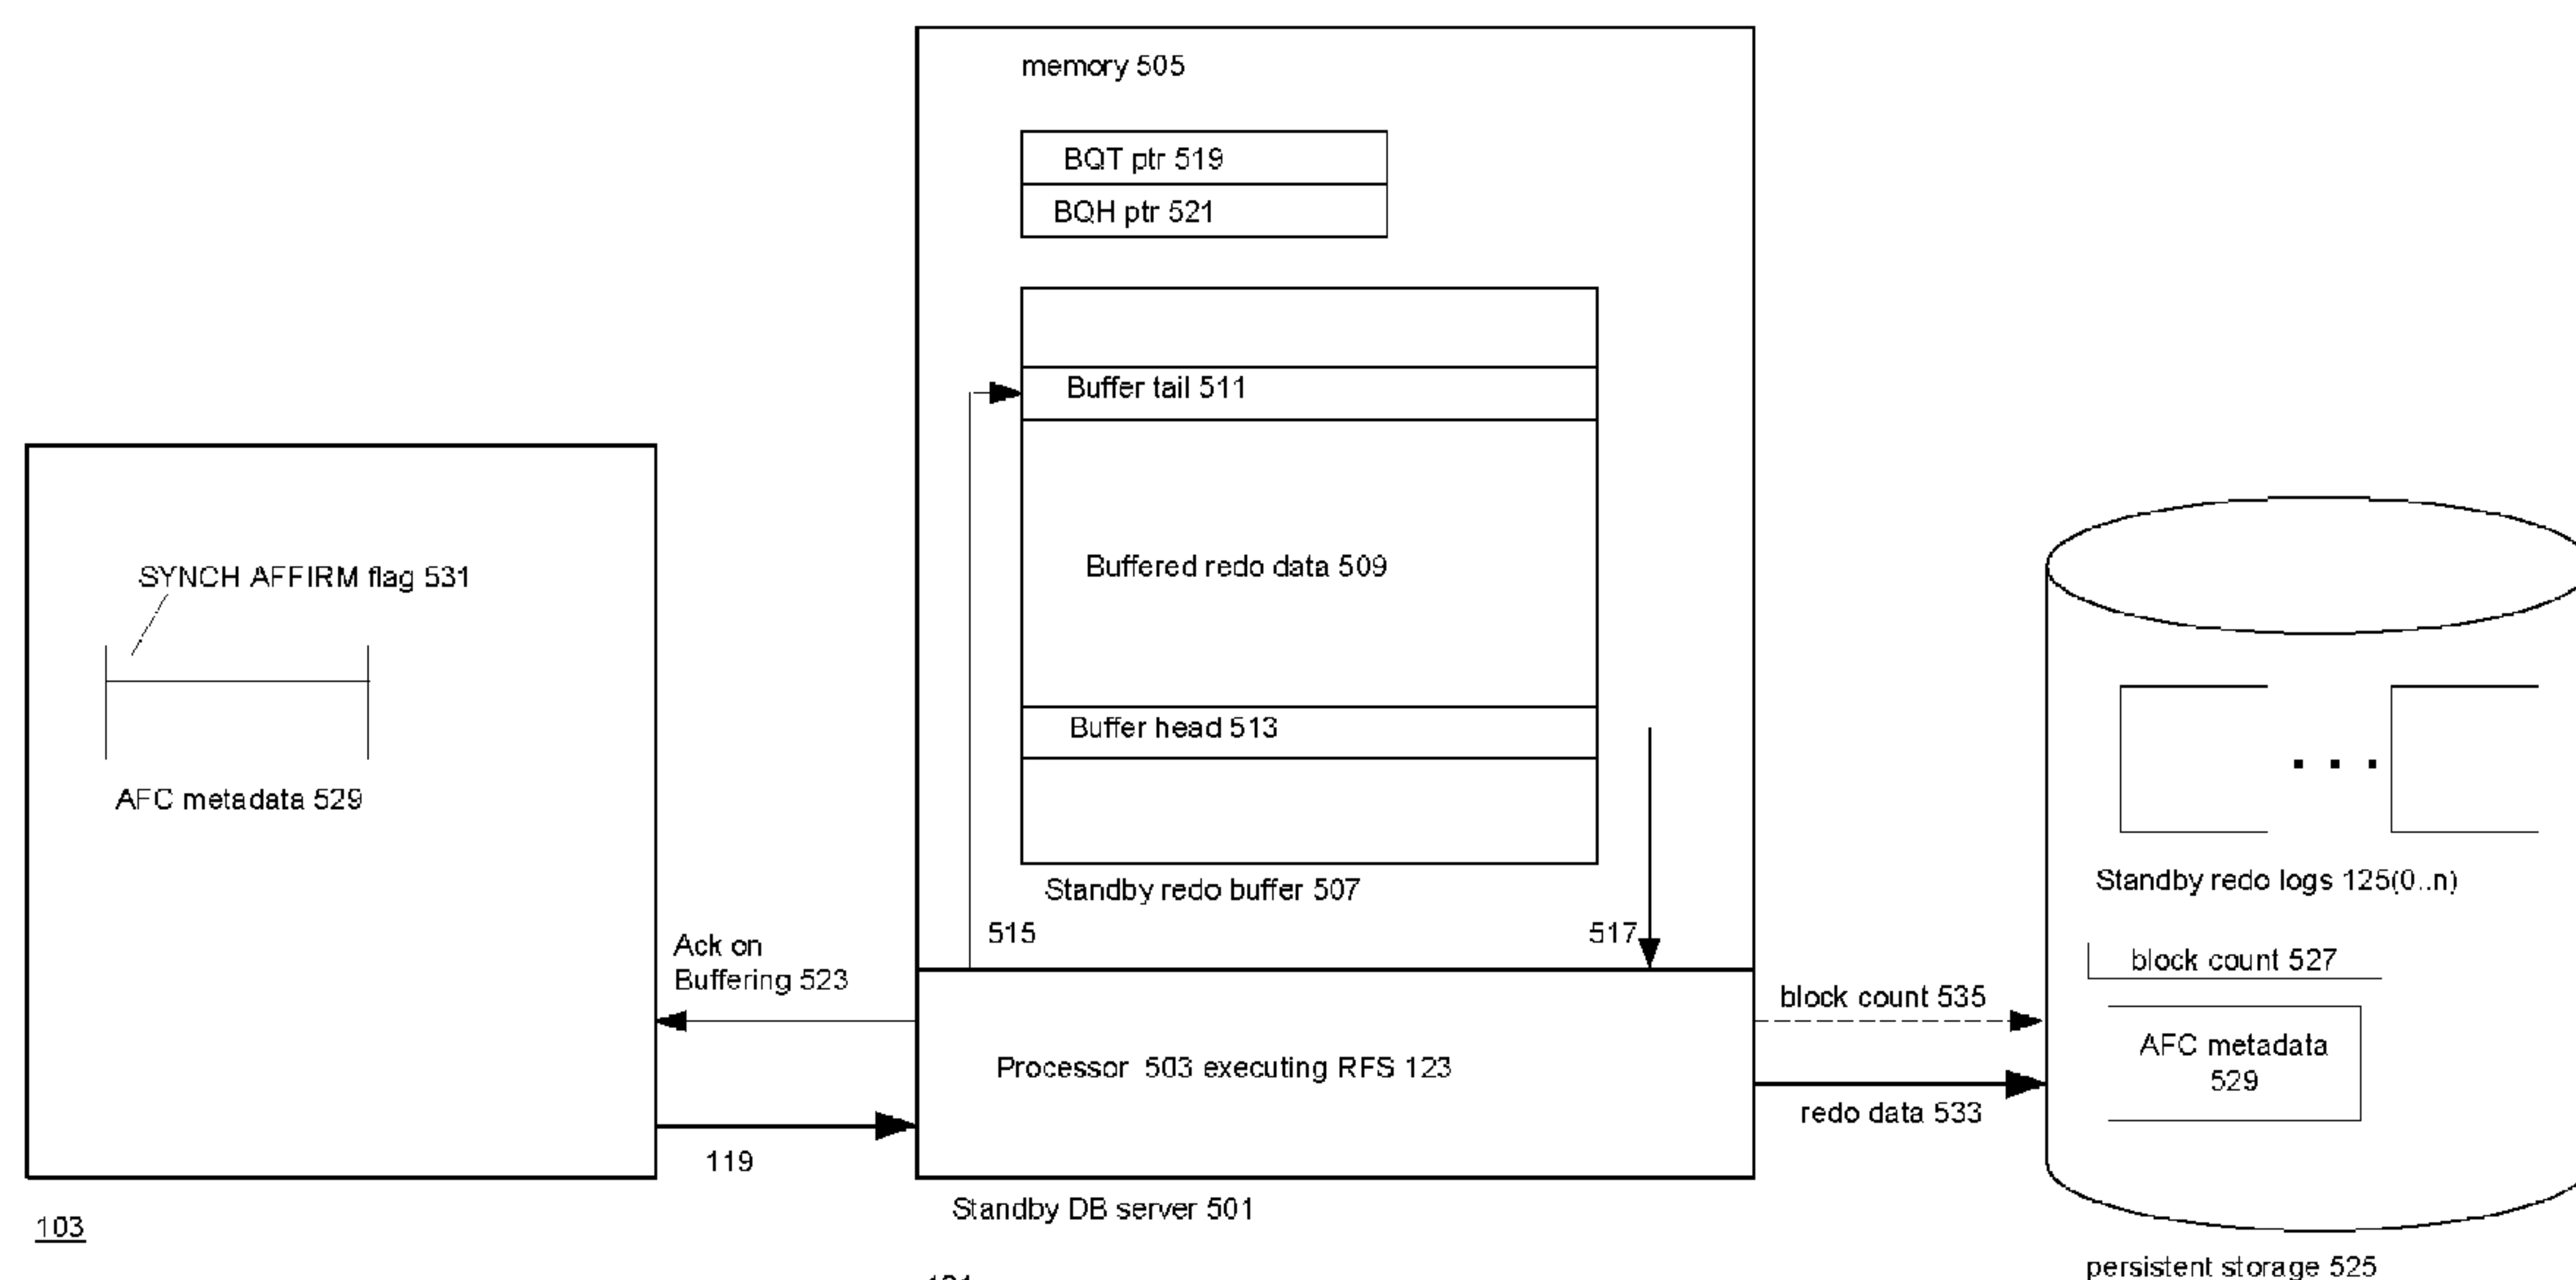 memory 505
BQT ptr 519
BQH ptr 521
Buffer tail 511
Buffered redo data 509
Buffer head 513
Standby redo buffer 507
515
517
SYNCH AFFIRM flag 531
AFC metadata 529
Ack on
Buffering 523
119
103
Processor 503 executing RFS 123
Standby DB server 501
block count 535
redo data 533
Standby redo logs 125(0..n)
block count 527
AFC metadata
529
persistent storage 525